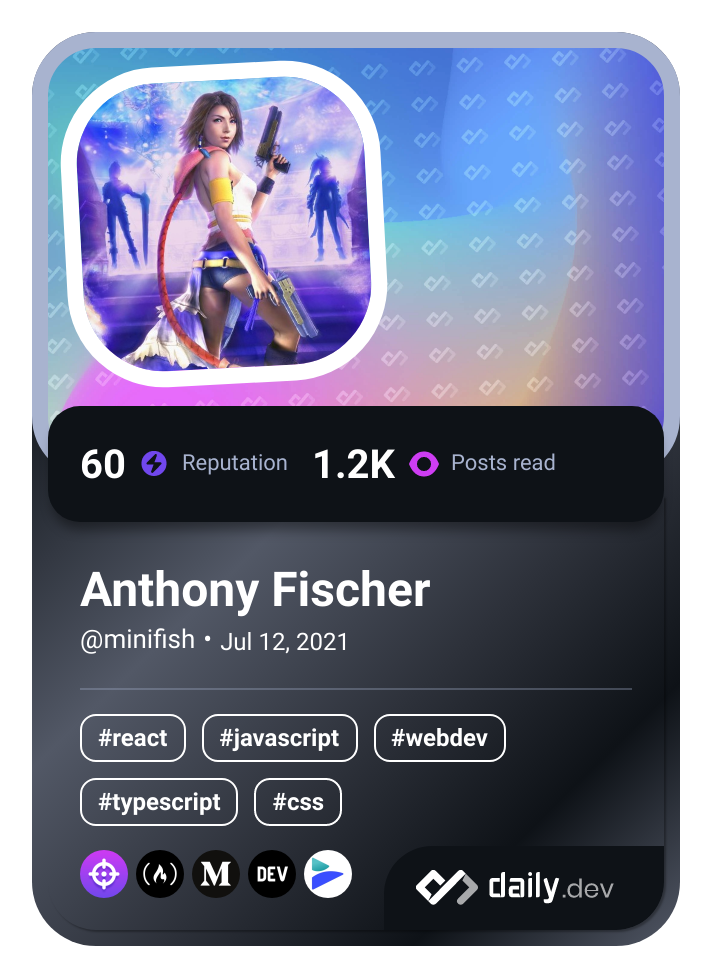 60 Reputation 1.2K Posts read
Anthony Fischer
@minifish • Jul 12, 2021
#react #javascript #webdev
#typescript #css
M DEV daily.dev